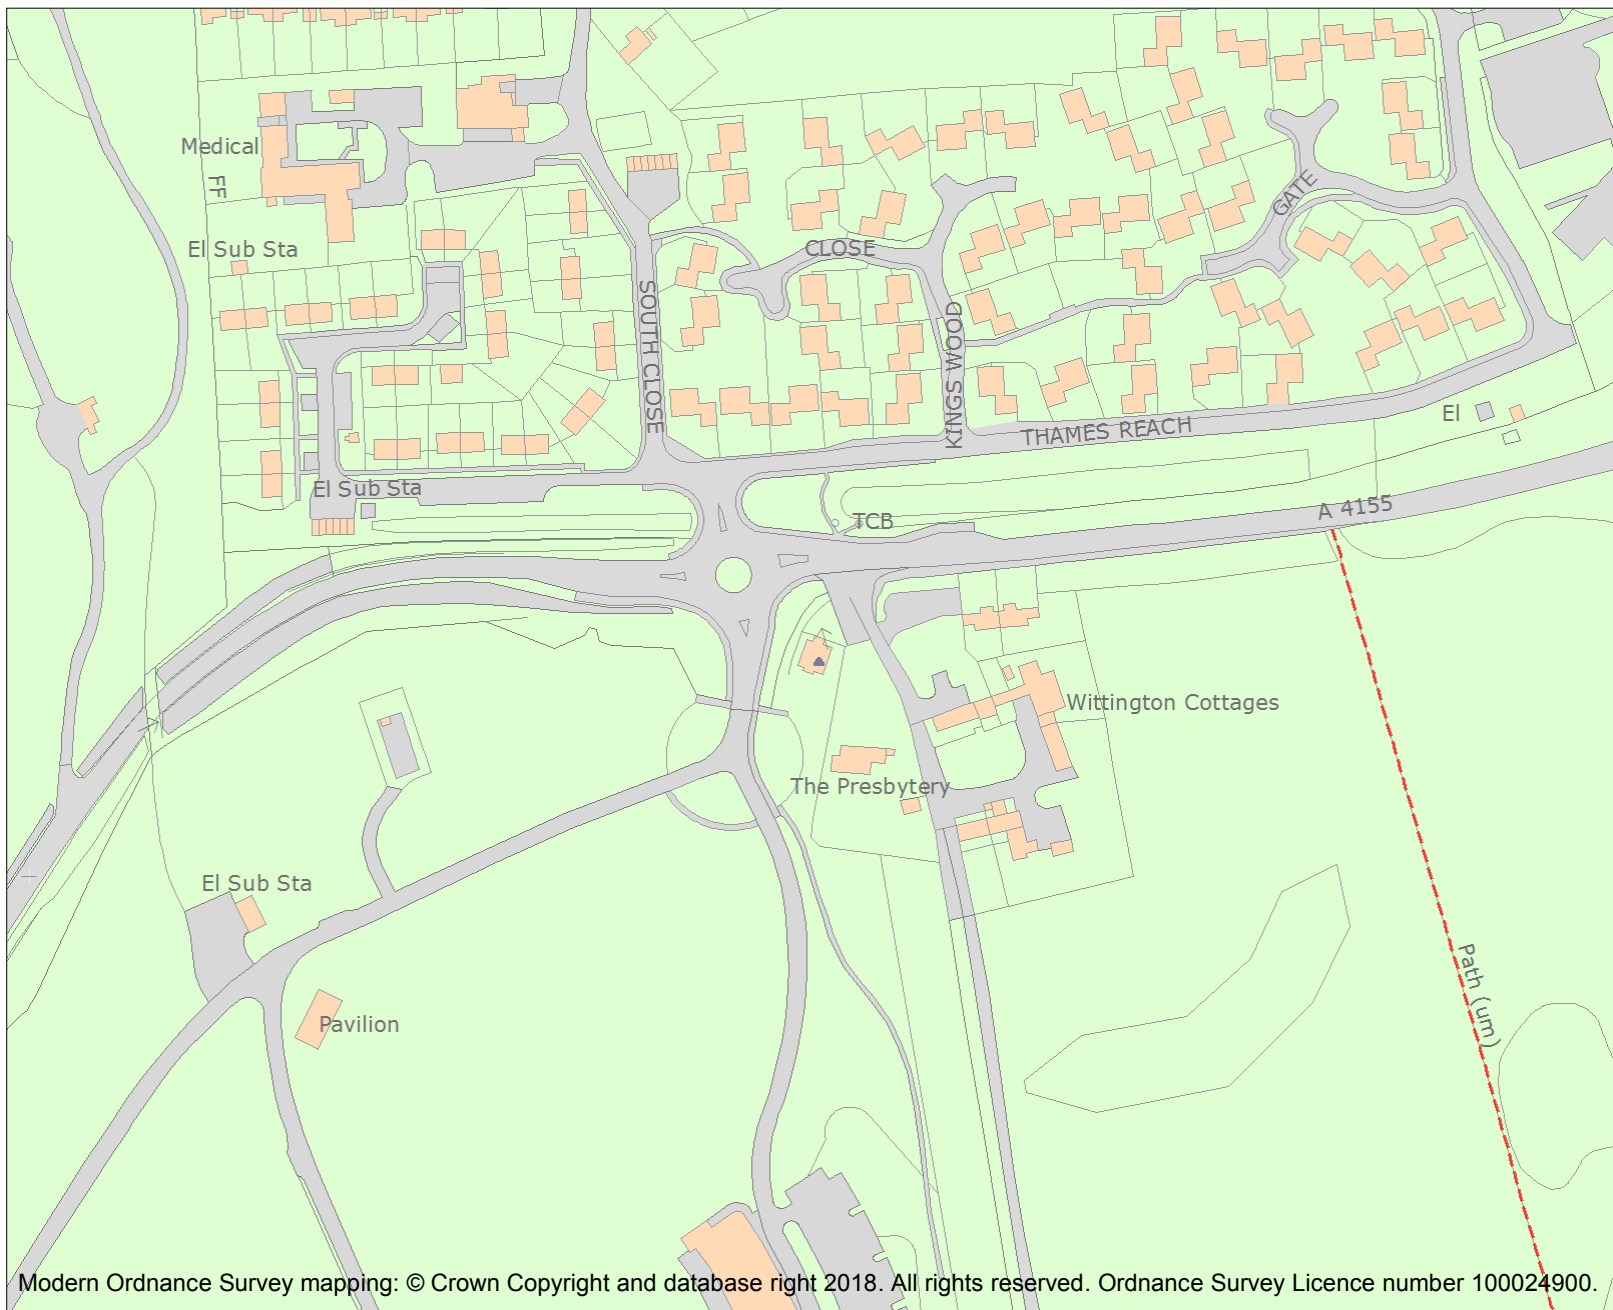 Medical
FF
El Sub Sta
CLOSE
GATE
SOUTH CLOSE
KINGS WOOD
THAMES REACH
El
El Sub Sta
TCB
A 4155
Wittington Cottages
The Presbytery
El Sub Sta
Path (um)
Pavilion
Modern Ordnance Survey mapping: © Crown Copyright and database right 2018. All rights reserved. Ordnance Survey Licence number 100024900.